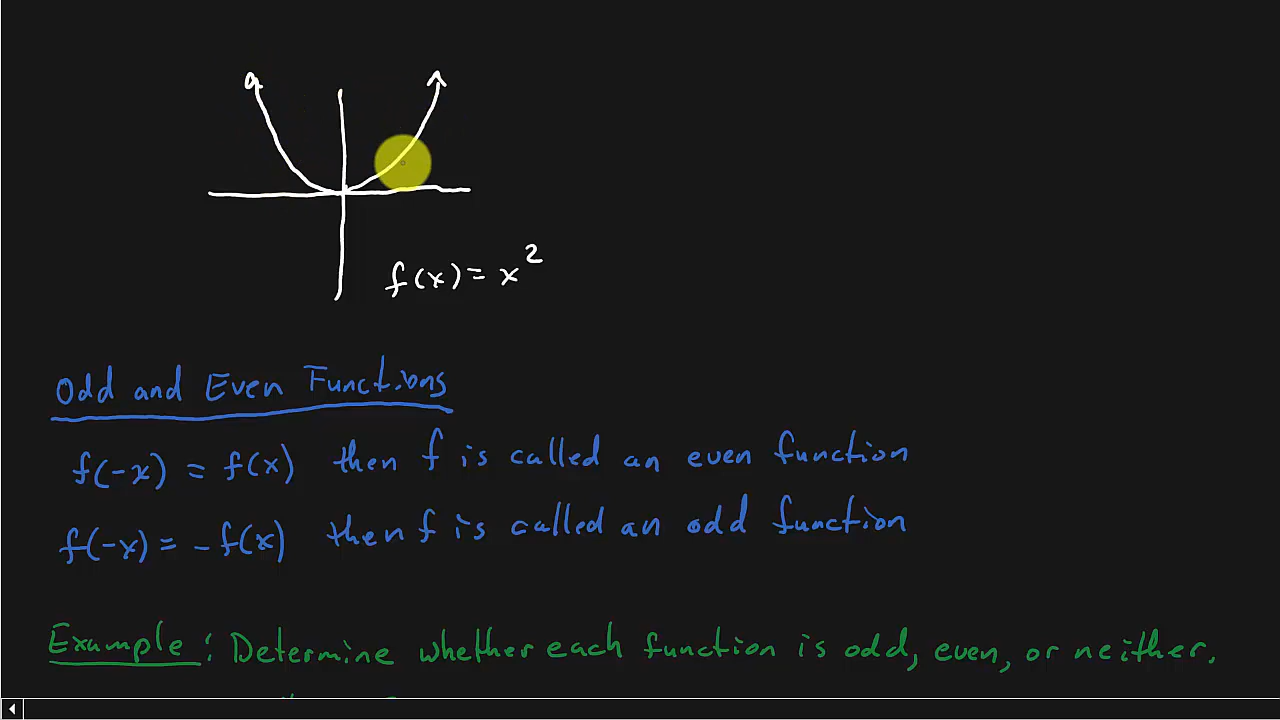 f(x) = x²
Odd and Even Functions
f(-x) = f(x) then f is called an even function
f(-x) = -f(x) then f is called an odd function
Example: Determine whether each function is odd, even, or neither.